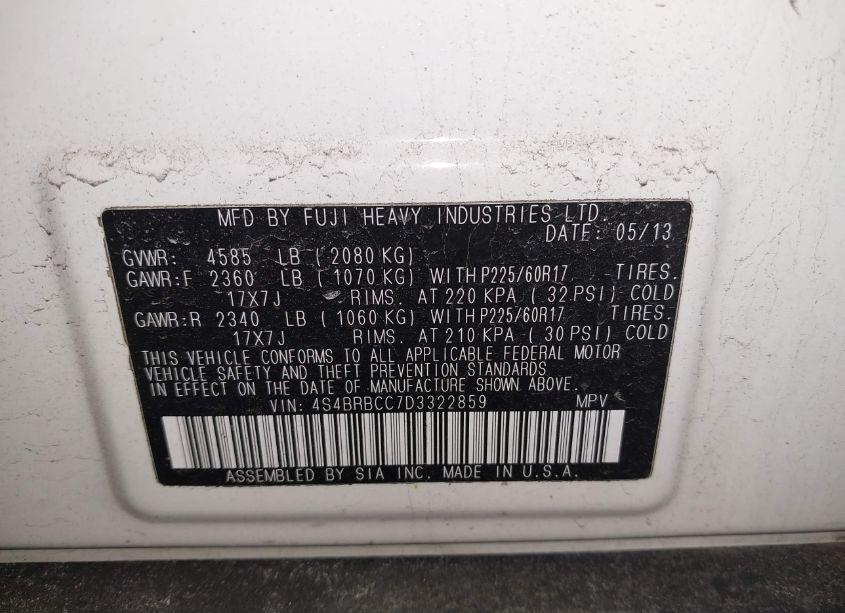 MFD BY FUJI HEAVY INDUSTRIES LTD.
DATE: 05/13
GVWR: 4585 LB ( 2080 KG)
GAWR:F 2360 LB ( 1070 KG) WITH P225/60R17 TIRES.
17X7J RIMS. AT 220 KPA ( 32 PSI) COLD
GAWR:R 2340 LB ( 1060 KG) WITH P225/60R17 TIRES.
17X7J RIMS. AT 210 KPA ( 30 PSI) COLD
THIS VEHICLE CONFORMS TO ALL APPLICABLE FEDERAL MOTOR
VEHICLE SAFETY AND THEFT PREVENTION STANDARDS
IN EFFECT ON THE DATE OF MANUFACTURE SHOWN ABOVE.
VIN: 4S4BRBCC7D3322859 MPV
ASSEMBLED BY SIA INC. MADE IN U.S.A.